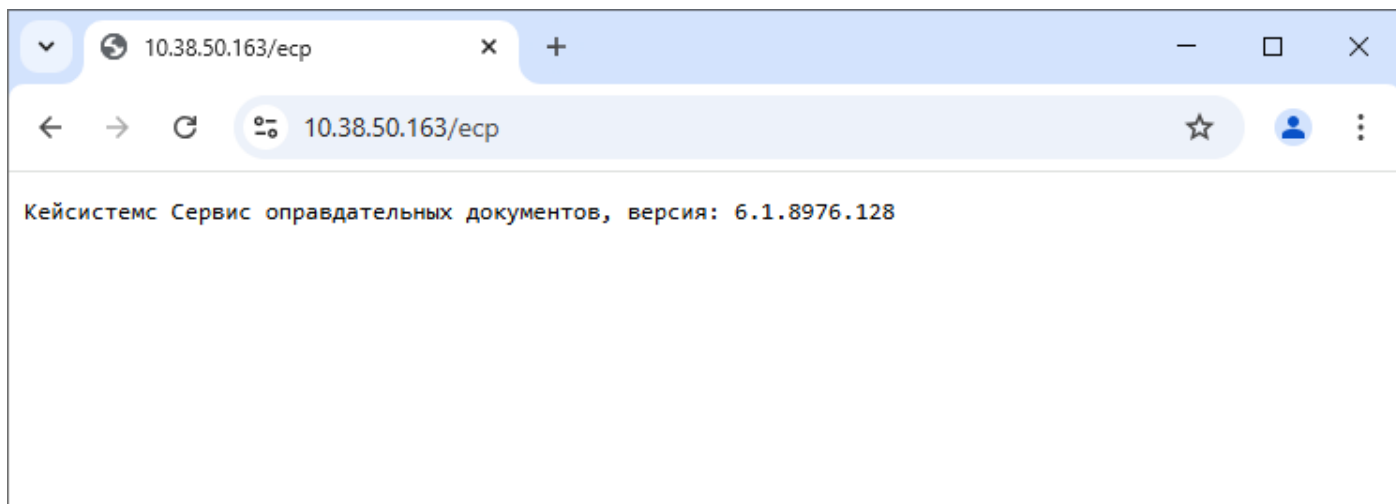 10.38.50.163/ecp
10.38.50.163/ecp
Кейсистемс Сервис оправдательных документов, версия: 6.1.8976.128